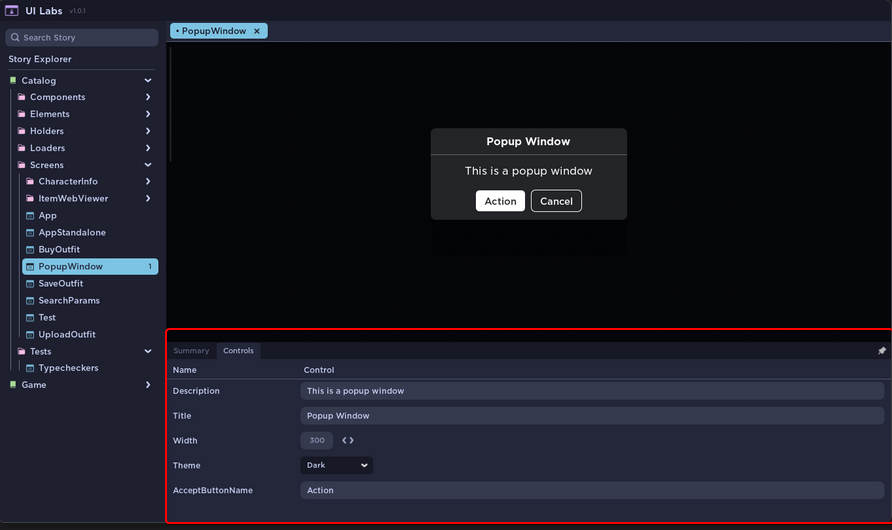 UI Labs v1.0.1
Search Story
Story Explorer
Catalog
Components
Elements
Holders
Loaders
Screens
CharacterInfo
ItemWebViewer
App
AppStandalone
BuyOutfit
PopupWindow 1
SaveOutfit
SearchParams
Test
UploadOutfit
Tests
Typecheckers
Game
• PopupWindow
Popup Window
This is a popup window
Action Cancel
Summary Controls
Name Control
Description This is a popup window
Title Popup Window
Width 300
Theme Dark
AcceptButtonName Action